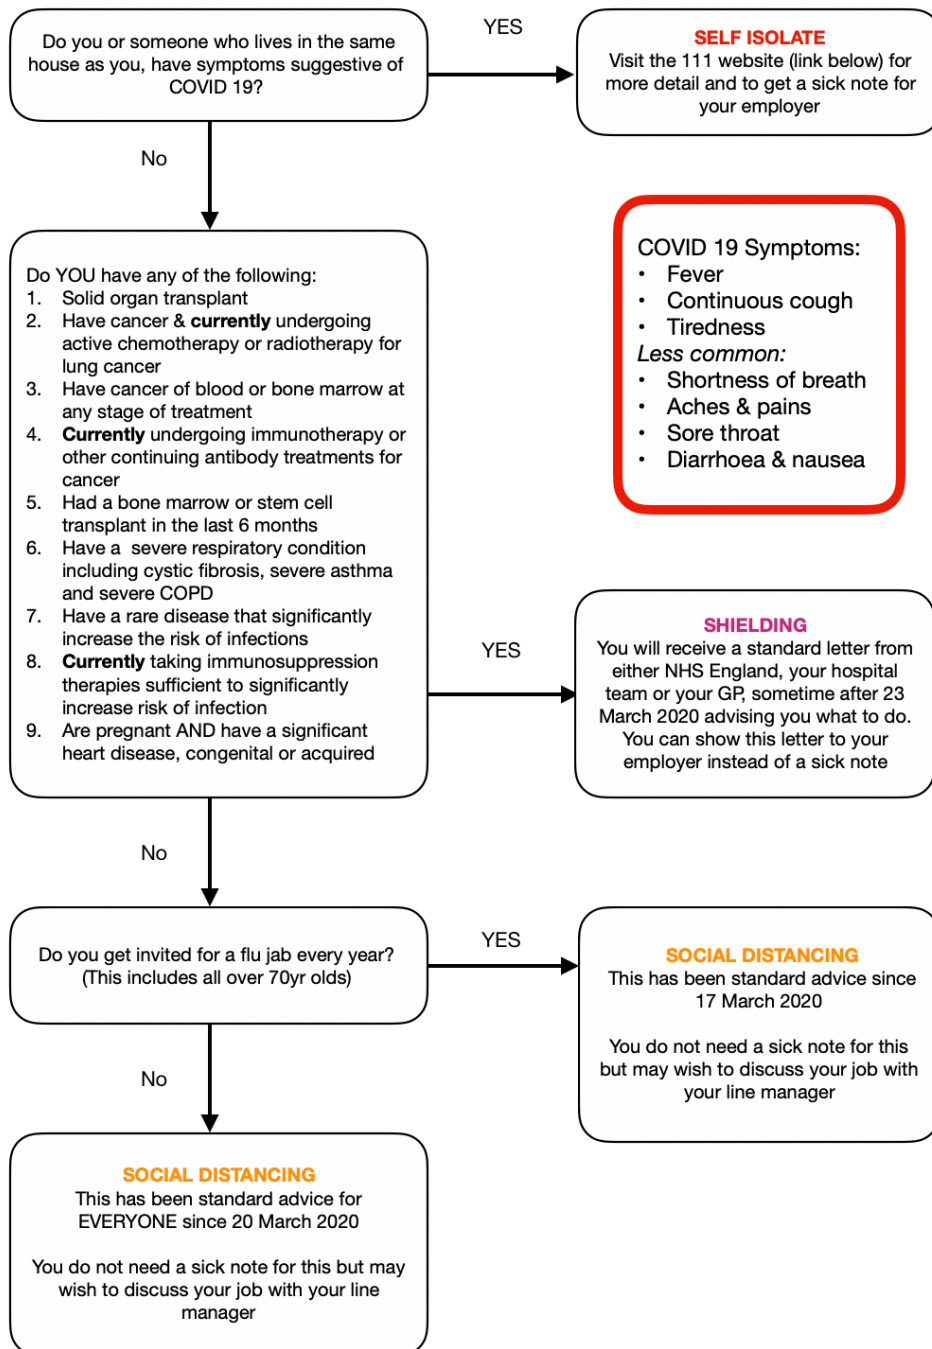 Do you or someone who lives in the same
house as you, have symptoms suggestive of
COVID 19?
YES
SELF ISOLATE
Visit the 111 website (link below) for
more detail and to get a sick note for
your employer
No
COVID 19 Symptoms:
• Fever
• Continuous cough
• Tiredness
Less common:
• Shortness of breath
• Aches & pains
• Sore throat
• Diarrhoea & nausea
Do YOU have any of the following:
1. Solid organ transplant
2. Have cancer & currently undergoing
active chemotherapy or radiotherapy for
lung cancer
3. Have cancer of blood or bone marrow at
any stage of treatment
4. Currently undergoing immunotherapy or
other continuing antibody treatments for
cancer
5. Had a bone marrow or stem cell
transplant in the last 6 months
6. Have a severe respiratory condition
including cystic fibrosis, severe asthma
and severe COPD
7. Have a rare disease that significantly
increase the risk of infections
8. Currently taking immunosuppression
therapies sufficient to significantly
increase risk of infection
9. Are pregnant AND have a significant
heart disease, congenital or acquired
YES
SHIELDING
You will receive a standard letter from
either NHS England, your hospital
team or your GP, sometime after 23
March 2020 advising you what to do.
You can show this letter to your
employer instead of a sick note
No
Do you get invited for a flu jab every year?
(This includes all over 70yr olds)
YES
SOCIAL DISTANCING
This has been standard advice since
17 March 2020
You do not need a sick note for this
but may wish to discuss your job with
your line manager
No
SOCIAL DISTANCING
This has been standard advice for
EVERYONE since 20 March 2020
You do not need a sick note for this but may
wish to discuss your job with your line
manager